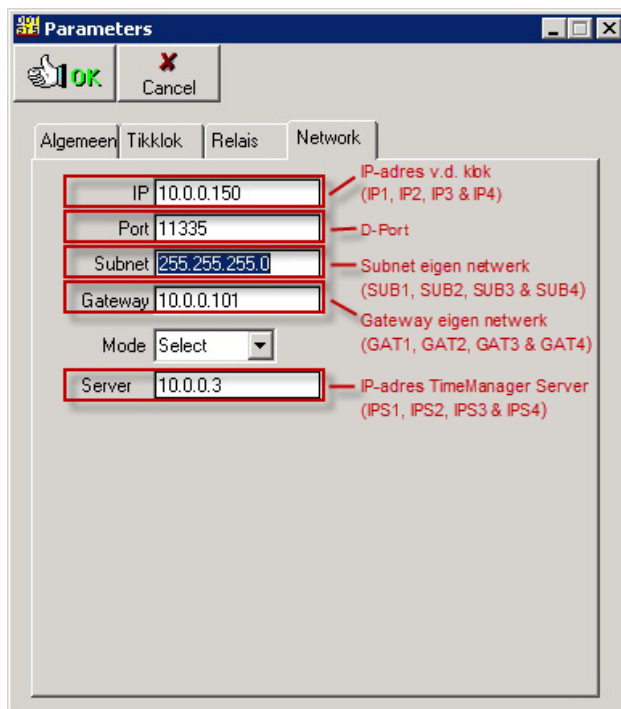 Parameters
OK
Cancel
Algemeen Tikklok Relais Network
IP 10.0.0.150
IP-adres v.d. klok
(IP1, IP2, IP3 & IP4)
Port 11335
D-Port
Subnet 255.255.255.0
Subnet eigen netwerk
(SUB1, SUB2, SUB3 & SUB4)
Gateway 10.0.0.101
Gateway eigen netwerk
(GAT1, GAT2, GAT3 & GAT4)
Mode Select
Server 10.0.0.3
IP-adres TimeManager Server
(IPS1, IPS2, IPS3 & IPS4)